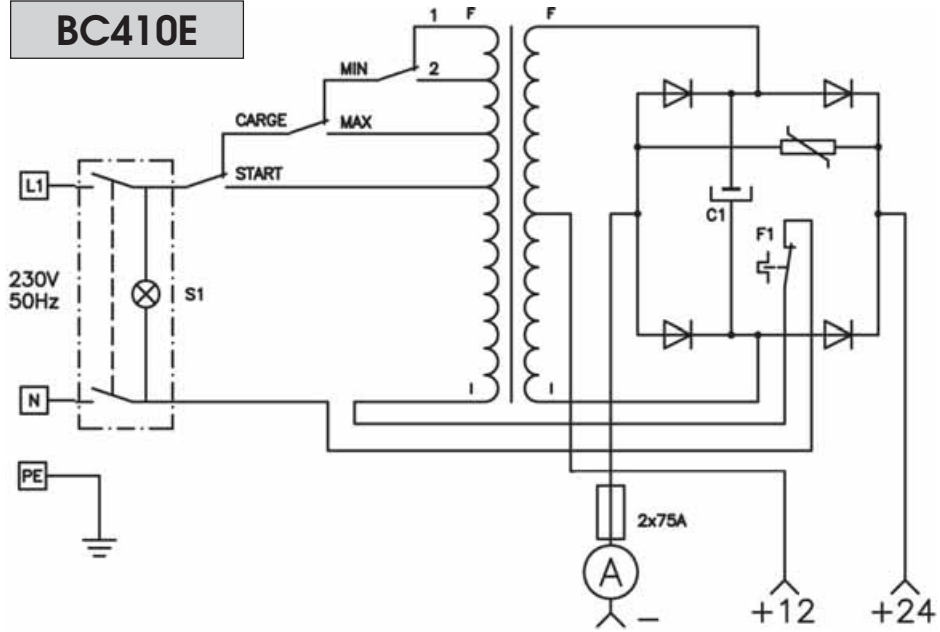 BC410E
1 F F
MIN 2
CARGE MAX
START
L1
230V
50Hz
S1
C1
F1
N
I I
PE
2x75A
A
-
+12 +24